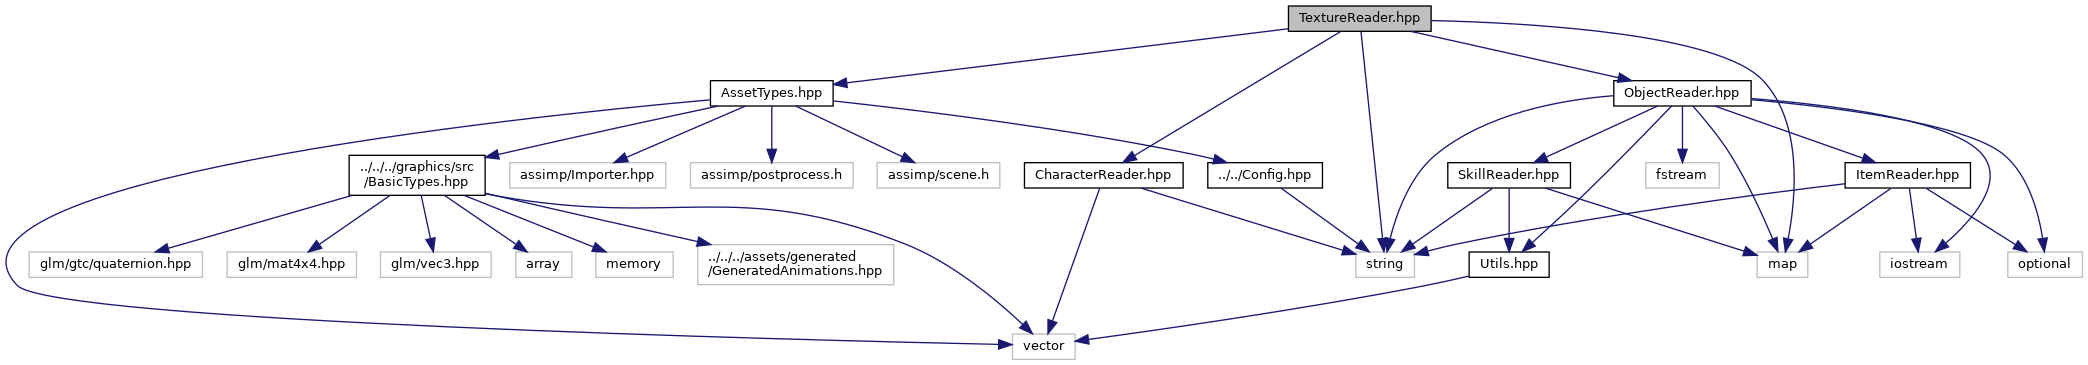 TextureReader.hpp
AssetTypes.hpp
ObjectReader.hpp
../../../graphics/src
/BasicTypes.hpp
assimp/Importer.hpp
assimp/postprocess.h
assimp/scene.h
CharacterReader.hpp
../../Config.hpp
SkillReader.hpp
fstream
ItemReader.hpp
glm/gtc/quaternion.hpp
glm/mat4x4.hpp
glm/vec3.hpp
array
memory
../../../assets/generated
/GeneratedAnimations.hpp
string
Utils.hpp
map
iostream
optional
vector